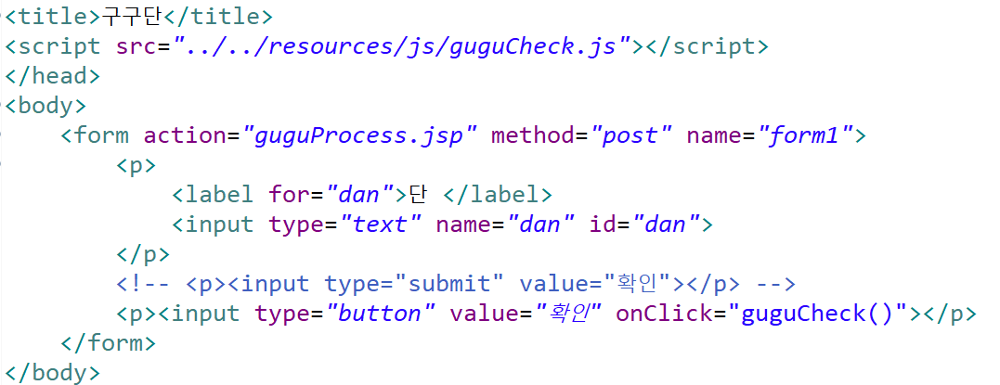 <title>구구단</title>
<script src="../../resources/js/guguCheck.js"></script>
</head>
<body>
<form action="guguProcess.jsp" method="post" name="form1">
<p>
<label for="dan">단 </label>
<input type="text" name="dan" id="dan">
</p>
<!-- <p><input type="submit" value="확인"></p> -->
<p><input type="button" value="확인" onClick="guguCheck()"></p>
</form>
</body>